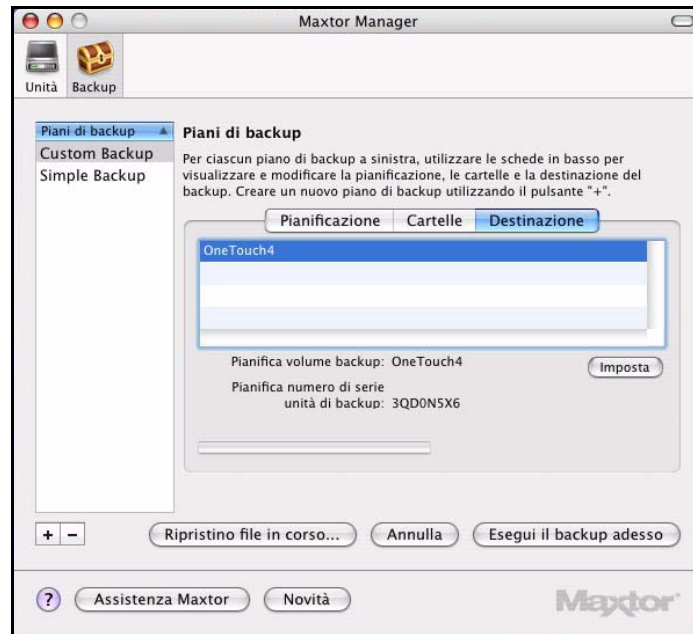 Maxtor Manager
Unità
Backup
Piani di backup
Custom Backup
Simple Backup
Piani di backup
Per ciascun piano di backup a sinistra, utilizzare le schede in basso per
visualizzare e modificare la pianificazione, le cartelle e la destinazione del
backup. Creare un nuovo piano di backup utilizzando il pulsante "+".
Pianificazione
Cartelle
Destinazione
OneTouch4
Pianifica volume backup: OneTouch4
Imposta
Pianifica numero di serie
unità di backup: 3QD0N5X6
+ −
Ripristino file in corso...
Annulla
Esegui il backup adesso
?
Assistenza Maxtor
Novità
Maxtor